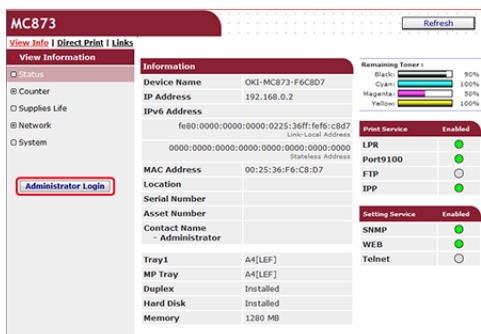 MC873
Refresh
View Info | Direct Print | Links
View Information
Status
Counter
Supplies Life
Network
System
Administrator Login
Information
Device Name OKI-MC873-F6C8D7
IP Address 192.168.0.2
IPv6 Address
fe80:0000:0000:0000:0225:36ff:fef6:c8d7
Link-Local Address
0000:0000:0000:0000:0000:0000:0000:0000
Stateless Address
MAC Address 00:25:36:F6:C8:D7
Location
Serial Number
Asset Number
Contact Name
- Administrator
Tray1 A4[LEF]
MP Tray A4[LEF]
Duplex Installed
Hard Disk Installed
Memory 1280 MB
Remaining Toner :
Black: 90%
Cyan: 100%
Magenta: 50%
Yellow: 100%
Print Service Enabled
LPR
Port9100
FTP
IPP
Setting Service Enabled
SNMP
WEB
Telnet